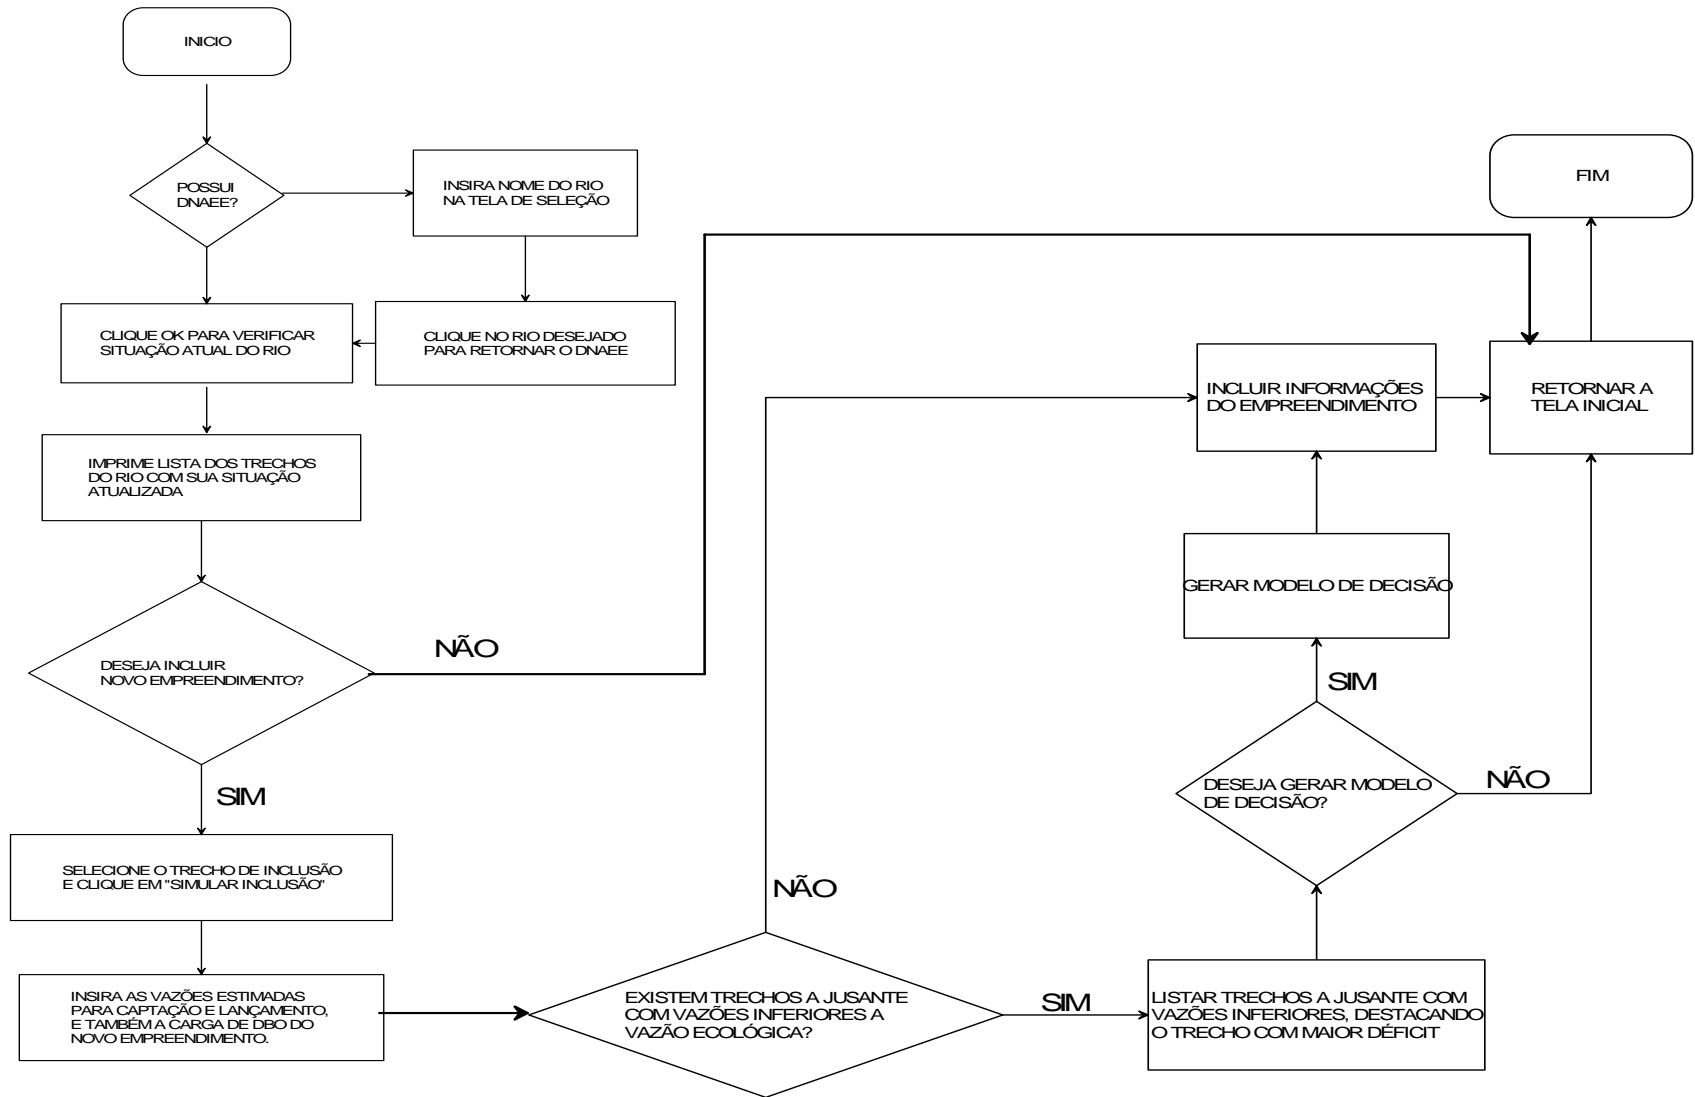 INICIO
POSSUI
DNAEE?
INSIRA NOME DO RIO
NA TELA DE SELEÇÃO
FIM
CLIQUE OK PARA VERIFICAR
SITUAÇÃO ATUAL DO RIO
CLIQUE NO RIO DESEJADO
PARA RETORNAR O DNAEE
INCLUIR INFORMAÇÕES
DO EMPREENDIMENTO
RETORNAR A
TELA INICIAL
IMPRIME LISTA DOS TRECHOS
DO RIO COM SUA SITUAÇÃO
ATUALIZADA
GERAR MODELO DE DECISÃO
DESEJA INCLUIR
NOVO EMPREENDIMENTO?
NÃO
SIM
DESEJA GERAR MODELO
DE DECISÃO?
NÃO
SIM
SELECIONE O TRECHO DE INCLUSÃO
E CLIQUE EM "SIMULAR INCLUSÃO"
NÃO
INSIRA AS VAZÕES ESTIMADAS
PARA CAPTAÇÃO E LANÇAMENTO,
E TAMBÉM A CARGA DE DBO DO
NOVO EMPREENDIMENTO.
EXISTEM TRECHOS A JUSANTE
COM VAZÕES INFERIORES A
VAZÃO ECOLÓGICA?
SIM
LISTAR TRECHOS A JUSANTE COM
VAZÕES INFERIORES, DESTACANDO
O TRECHO COM MAIOR DÉFICIT